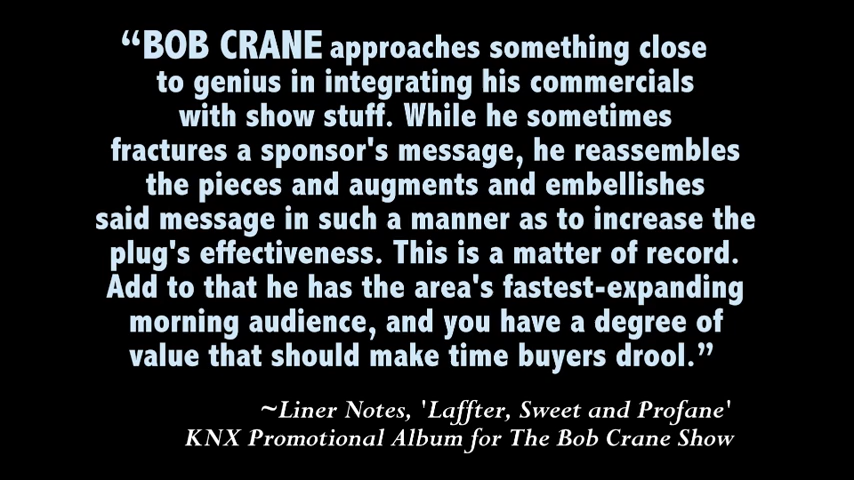 “BOB CRANE approaches something close
to genius in integrating his commercials
with show stuff. While he sometimes
fractures a sponsor's message, he reassembles
the pieces and augments and embellishes
said message in such a manner as to increase the
plug's effectiveness. This is a matter of record.
Add to that he has the area's fastest-expanding
morning audience, and you have a degree of
value that should make time buyers drool.”
~Liner Notes, 'Laffter, Sweet and Profane'
KNX Promotional Album for The Bob Crane Show